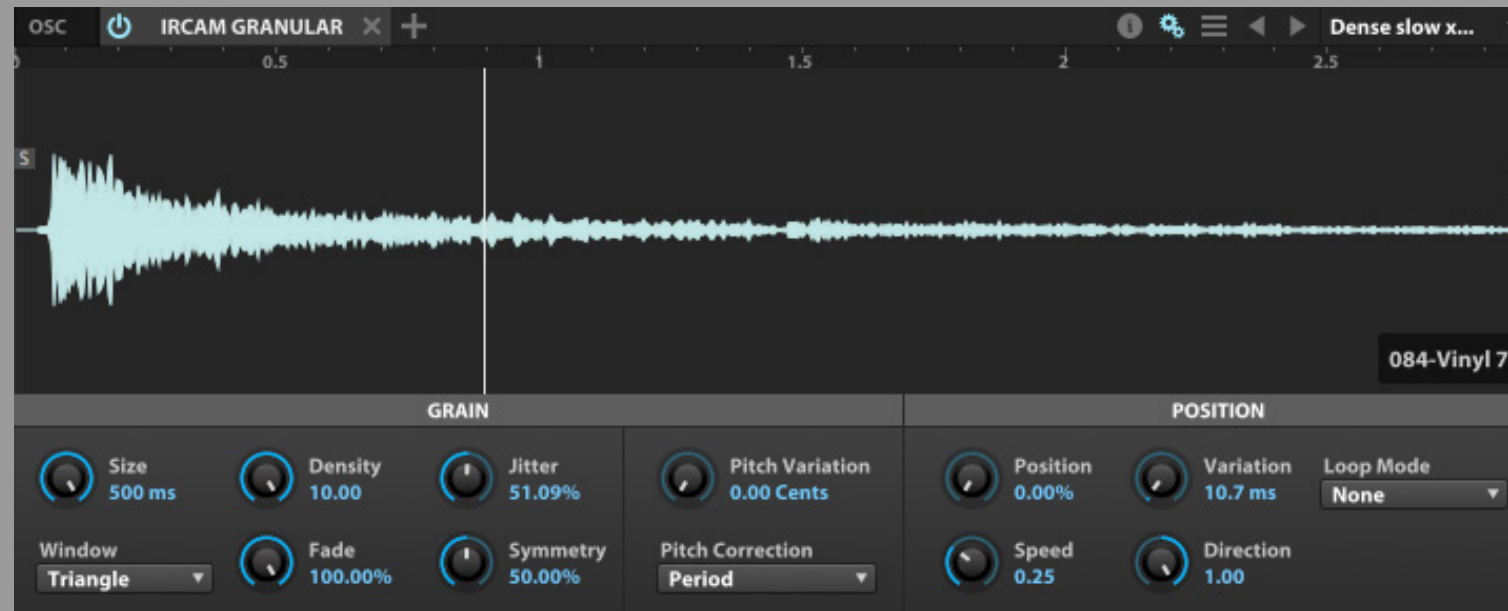 OSC IRCAM GRANULAR Dense slow x...
0.5 1 1.5 2 2.5
S
084-Vinyl 7
GRAIN POSITION
Size Density Jitter Pitch Variation Position Variation Loop Mode
500 ms 10.00 51.09% 0.00 Cents 0.00% 10.7 ms None
Window Fade Symmetry Pitch Correction Speed Direction
Triangle 100.00% 50.00% Period 0.25 1.00